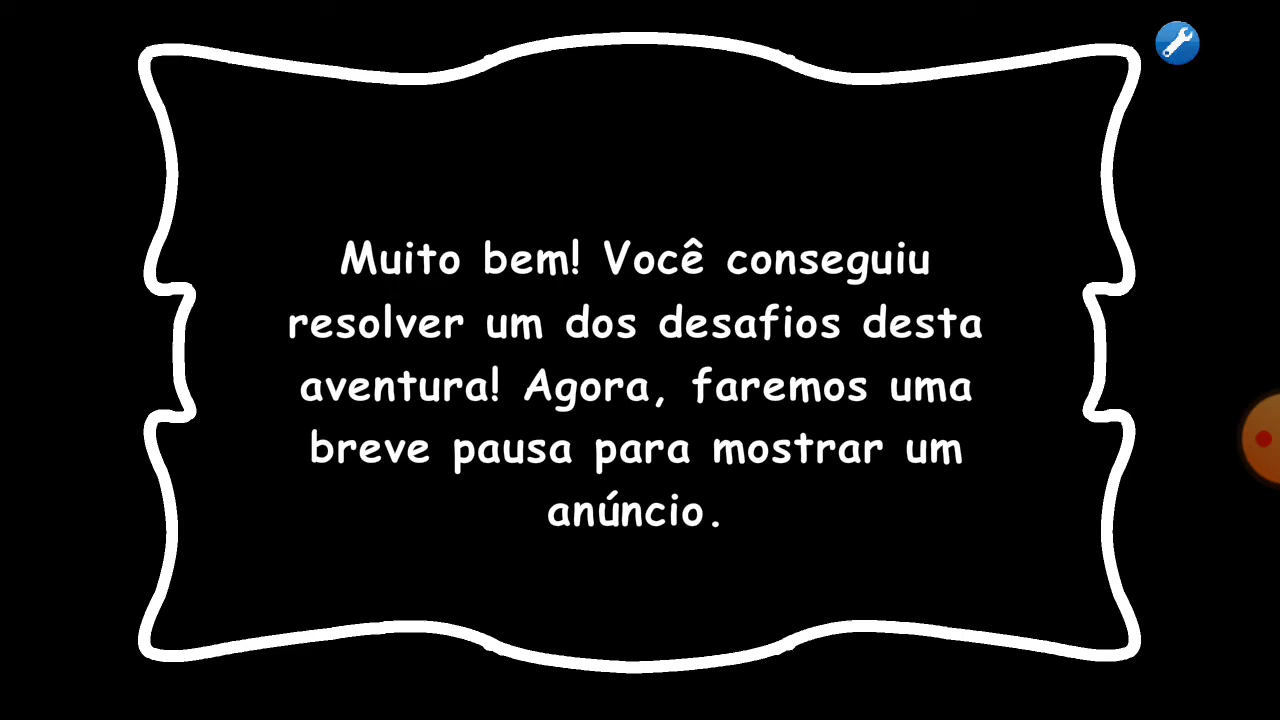 Muito bem! Você conseguiu
resolver um dos desafios desta
aventura! Agora, faremos uma
breve pausa para mostrar um
anúncio.